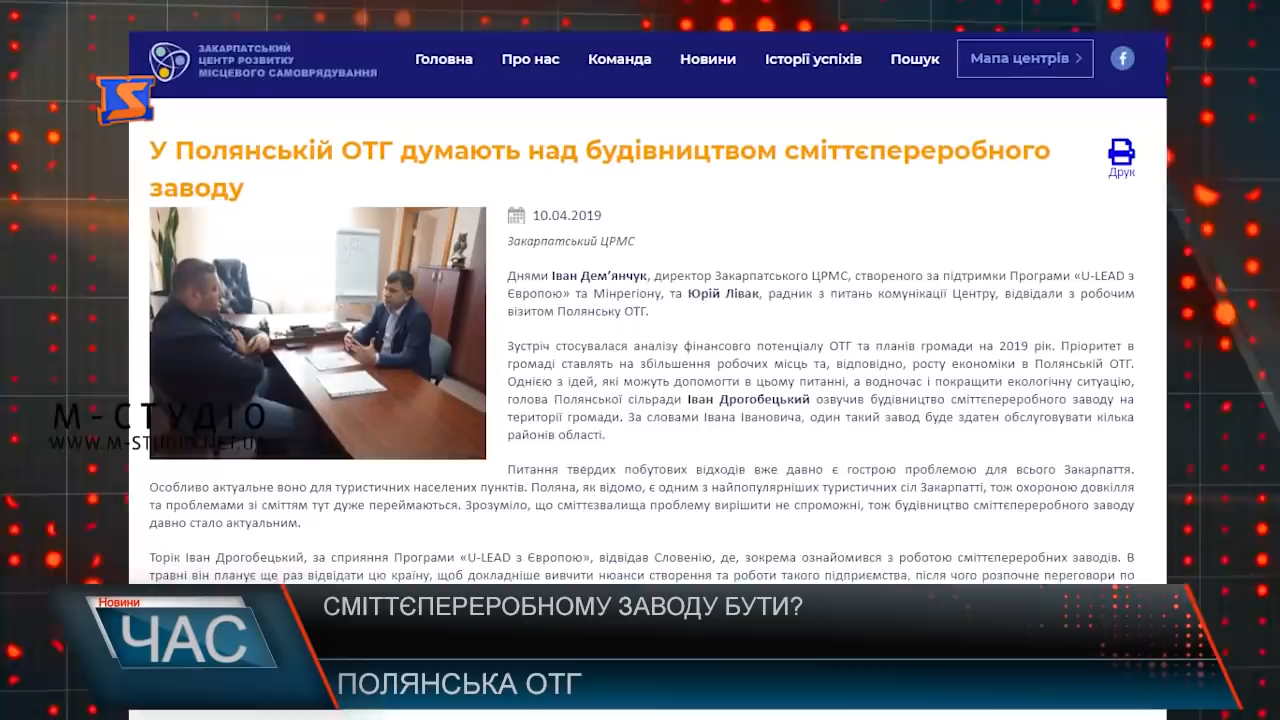 ЗАКАРПАТСЬКИЙ
ЦЕНТР РОЗВИТКУ
МІСЦЕВОГО САМОВРЯДУВАННЯ
Головна Про нас Команда Новини Історії успіхів Пошук Мапа центрів
У Полянській ОТГ думають над будівництвом сміттєпереробного
заводу
Друк
10.04.2019
Закарпатський ЦРМС
Днями Іван Дем’янчук, директор Закарпатського ЦРМС, створеного за підтримки Програми «U-LEAD з
Європою» та Мінрегіону, та Юрій Лівак, радник з питань комунікації Центру, відвідали з робочим
візитом Полянську ОТГ.
Зустріч стосувалася аналізу фінансовго потенціалу ОТГ та планів громади на 2019 рік. Пріоритет в
громаді ставлять на збільшення робочих місць та, відповідно, росту економіки в Полянській ОТГ.
Однією з ідей, які можуть допомогти в цьому питанні, а водночас і покращити екологічну ситуацію,
голова Полянської сільради Іван Дрогобецький озвучив будівництво сміттєпереробного заводу на
території громади. За словами Івана Івановича, один такий завод буде здатен обслуговувати кілька
районів області.
Питання твердих побутових відходів вже давно є гострою проблемою для всього Закарпаття.
Особливо актуальне воно для туристичних населених пунктів. Поляна, як відомо, є одним з найпопулярніших туристичних сіл Закарпатті, тож охороною довкілля
та проблемами зі сміттям тут дуже переймаються. Зрозуміло, що сміттєзвалища проблему вирішити не спроможні, тож будівництво сміттєпереробного заводу
давно стало актуальним.
Торік Іван Дрогобецький, за сприяння Програми «U-LEAD з Європою», відвідав Словенію, де, зокрема ознайомився з роботою сміттєпереробних заводів. В
травні він планує ще раз відвідати цю країну, щоб докладніше вивчити нюанси створення та роботи такого підприємства, після чого розпочне переговори по
М-СТУДІО
WWW.M-STUDIO.NET.UA
Новини
ЧАС
СМІТТЄПЕРЕРОБНОМУ ЗАВОДУ БУТИ?
ПОЛЯНСЬКА ОТГ